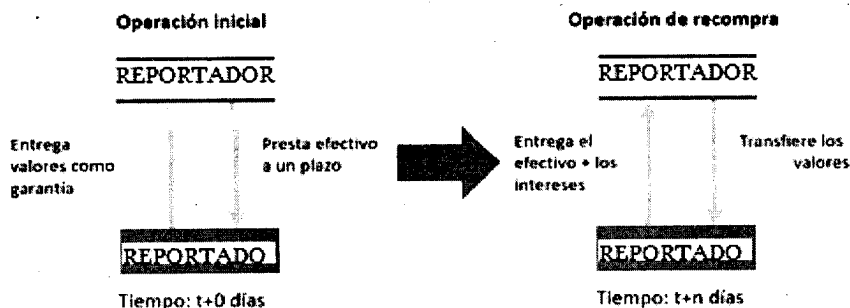 Operación inicial
REPORTADOR
Entrega
valores como
garantía
Presta efectivo
a un plazo
REPORTADO
Tiempo: t+0 días
Operación de recompra
REPORTADOR
Entrega el
efectivo + los
intereses
Transfiere los
valores
REPORTADO
Tiempo: t+n días